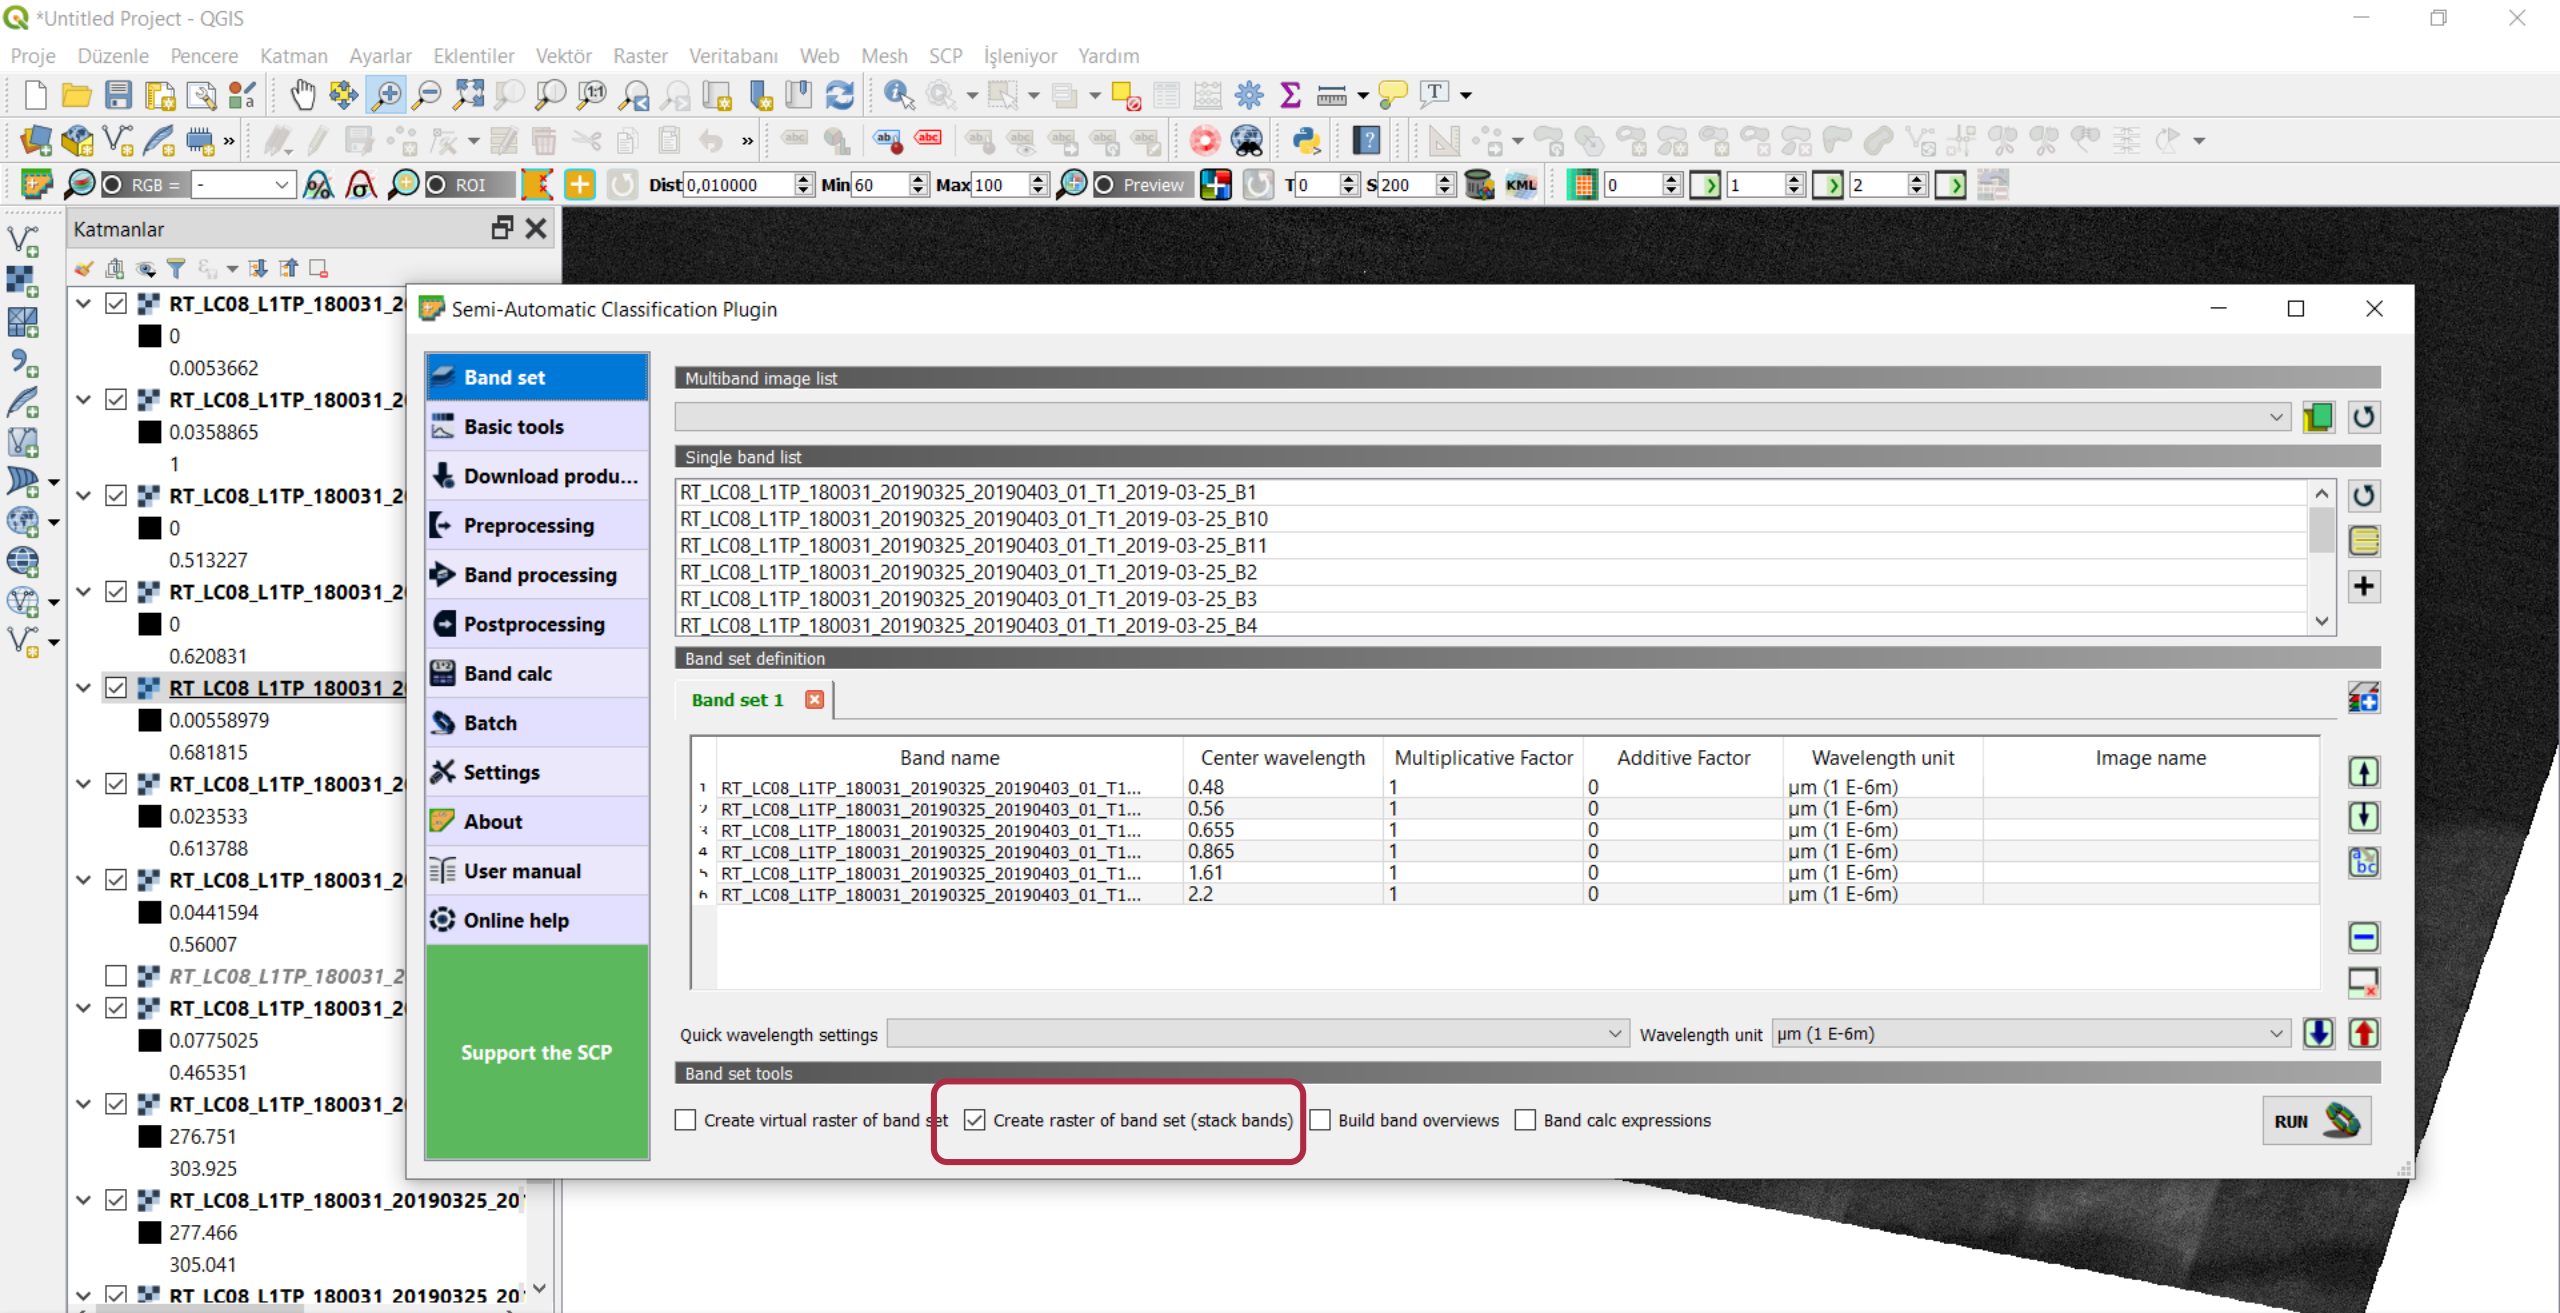 *Untitled Project - QGIS
Proje Düzenle Pencere Katman Ayarlar Eklentiler Vektör Raster Veritabanı Web Mesh SCP İşleniyor Yardım
RGB = - ROI Dist 0,010000 Min 60 Max 100 Preview T 0 S 200 KML 0 1 2
Katmanlar
RT_LC08_L1TP_180031_2
0
0.0053662
RT_LC08_L1TP_180031_2
0.0358865
1
RT_LC08_L1TP_180031_2
0
0.513227
RT_LC08_L1TP_180031_2
0
0.620831
RT_LC08_L1TP_180031_2
0.00558979
0.681815
RT_LC08_L1TP_180031_2
0.023533
0.613788
RT_LC08_L1TP_180031_2
0.0441594
0.56007
RT_LC08_L1TP_180031_2
RT_LC08_L1TP_180031_2
0.0775025
0.465351
RT_LC08_L1TP_180031_2
276.751
303.925
RT_LC08_L1TP_180031_20190325_20
277.466
305.041
RT_LC08_L1TP_180031_20190325_20
Semi-Automatic Classification Plugin
Band set
Basic tools
Download produ...
Preprocessing
Band processing
Postprocessing
Band calc
Batch
Settings
About
User manual
Online help
Support the SCP
Multiband image list
Single band list
RT_LC08_L1TP_180031_20190325_20190403_01_T1_2019-03-25_B1
RT_LC08_L1TP_180031_20190325_20190403_01_T1_2019-03-25_B10
RT_LC08_L1TP_180031_20190325_20190403_01_T1_2019-03-25_B11
RT_LC08_L1TP_180031_20190325_20190403_01_T1_2019-03-25_B2
RT_LC08_L1TP_180031_20190325_20190403_01_T1_2019-03-25_B3
RT_LC08_L1TP_180031_20190325_20190403_01_T1_2019-03-25_B4
Band set definition
Band set 1
Band name Center wavelength Multiplicative Factor Additive Factor Wavelength unit Image name
1 RT_LC08_L1TP_180031_20190325_20190403_01_T1... 0.48 1 0 µm (1 E-6m)
2 RT_LC08_L1TP_180031_20190325_20190403_01_T1... 0.56 1 0 µm (1 E-6m)
3 RT_LC08_L1TP_180031_20190325_20190403_01_T1... 0.655 1 0 µm (1 E-6m)
4 RT_LC08_L1TP_180031_20190325_20190403_01_T1... 0.865 1 0 µm (1 E-6m)
5 RT_LC08_L1TP_180031_20190325_20190403_01_T1... 1.61 1 0 µm (1 E-6m)
6 RT_LC08_L1TP_180031_20190325_20190403_01_T1... 2.2 1 0 µm (1 E-6m)
Quick wavelength settings Wavelength unit µm (1 E-6m)
Band set tools
Create virtual raster of band set Create raster of band set (stack bands) Build band overviews Band calc expressions RUN